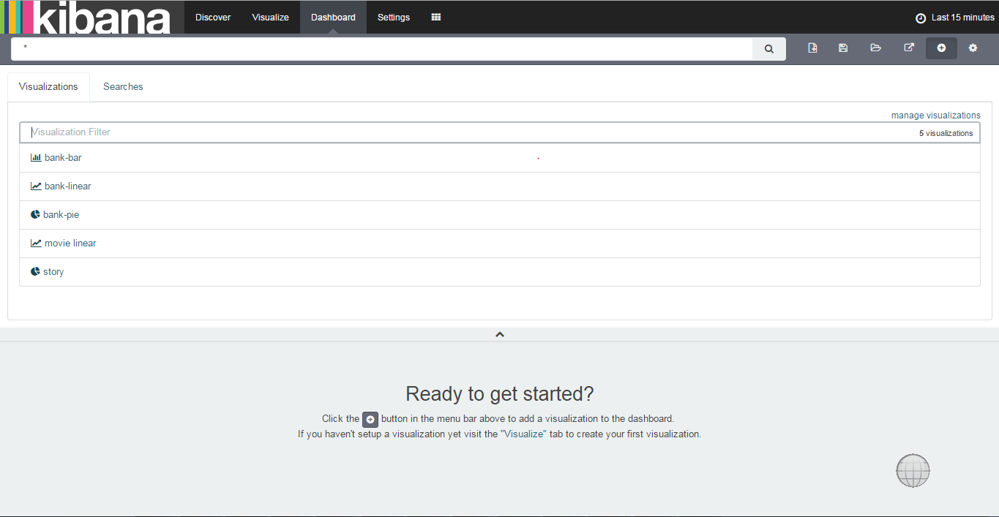 kibana Discover Visualize Dashboard Settings Last 15 minutes
*
Visualizations Searches
manage visualizations
Visualization Filter 5 visualizations
bank-bar
bank-linear
bank-pie
movie linear
story
Ready to get started?
Click the button in the menu bar above to add a visualization to the dashboard.
If you haven't setup a visualization yet visit the "Visualize" tab to create your first visualization.